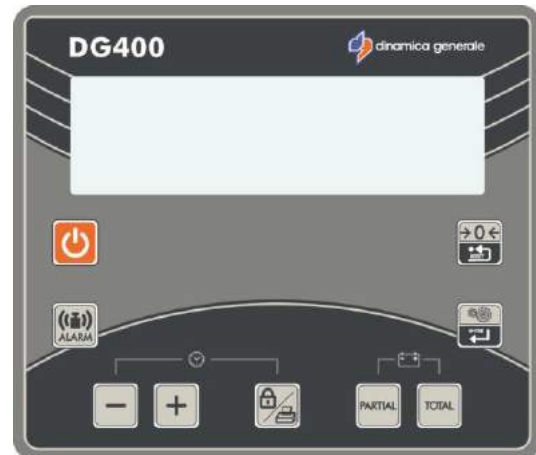 DG400
dinamica generale
→0←
ALARM
PARTIAL
TOTAL